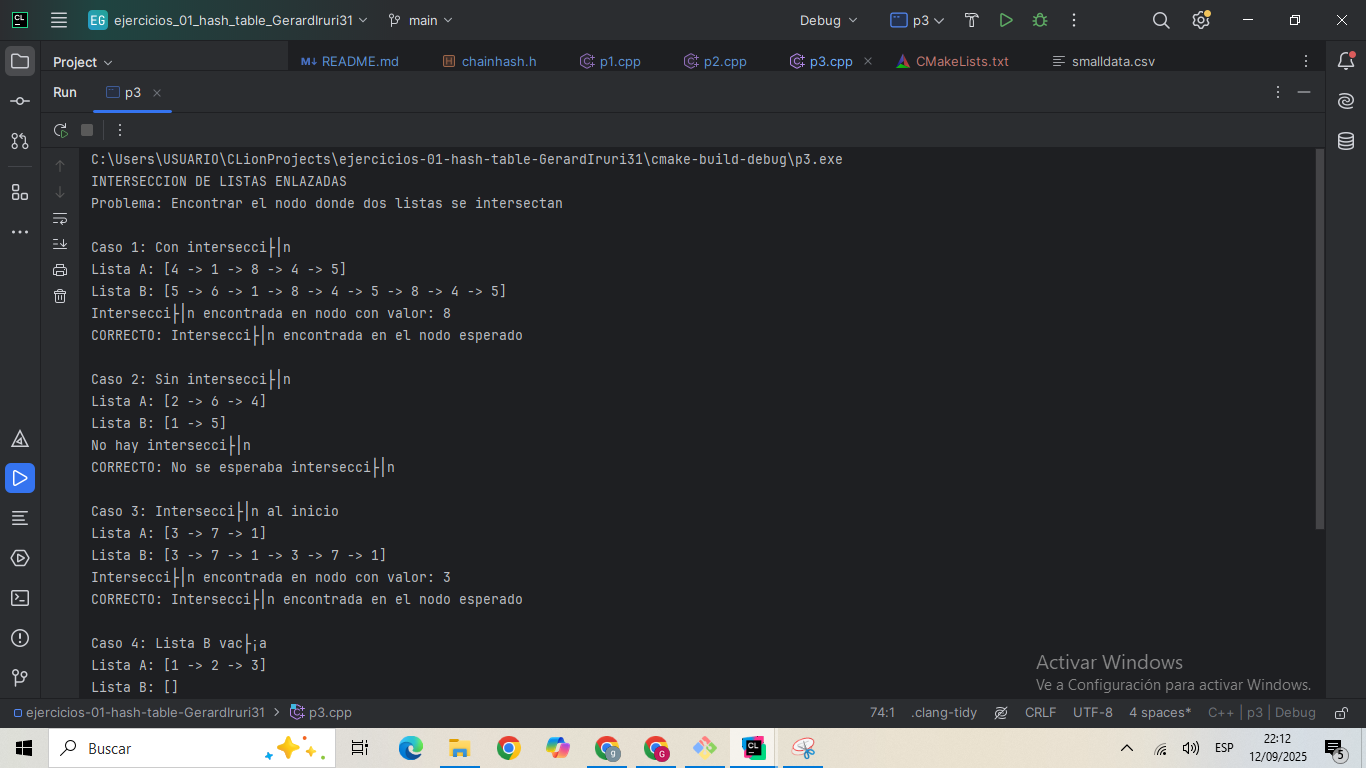 EG ejercicios_01_hash_table_GerardIruri31 main Debug p3
Project README.md chainhash.h p1.cpp p2.cpp p3.cpp CMakeLists.txt smalldata.csv
Run p3
C:\Users\USUARIO\CLionProjects\ejercicios-01-hash-table-GerardIruri31\cmake-build-debug\p3.exe
INTERSECCION DE LISTAS ENLAZADAS
Problema: Encontrar el nodo donde dos listas se intersectan
Caso 1: Con intersecci├│n
Lista A: [4 -> 1 -> 8 -> 4 -> 5]
Lista B: [5 -> 6 -> 1 -> 8 -> 4 -> 5 -> 8 -> 4 -> 5]
Intersecci├│n encontrada en nodo con valor: 8
CORRECTO: Intersecci├│n encontrada en el nodo esperado
Caso 2: Sin intersecci├│n
Lista A: [2 -> 6 -> 4]
Lista B: [1 -> 5]
No hay intersecci├│n
CORRECTO: No se esperaba intersecci├│n
Caso 3: Intersecci├│n al inicio
Lista A: [3 -> 7 -> 1]
Lista B: [3 -> 7 -> 1 -> 3 -> 7 -> 1]
Intersecci├│n encontrada en nodo con valor: 3
CORRECTO: Intersecci├│n encontrada en el nodo esperado
Caso 4: Lista B vac├¡a
Lista A: [1 -> 2 -> 3]
Lista B: []
Activar Windows
Ve a Configuración para activar Windows.
ejercicios-01-hash-table-GerardIruri31 > p3.cpp 74:1 .clang-tidy CRLF UTF-8 4 spaces* C++ | p3 | Debug
Buscar ESP 22:12
12/09/2025 5